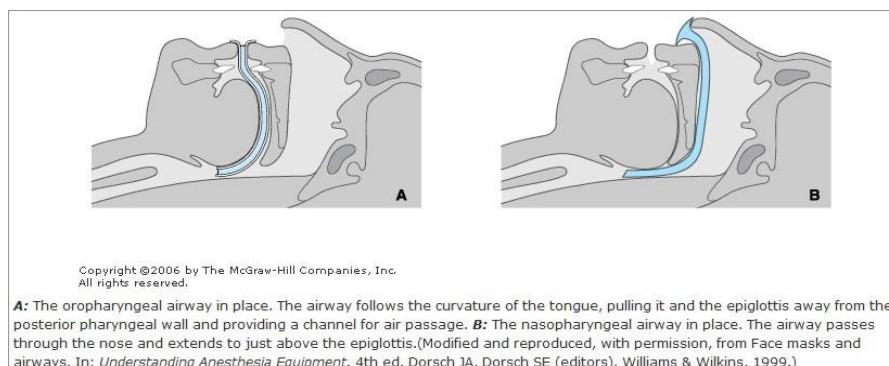 A
B
Copyright ©2006 by The McGraw-Hill Companies, Inc.
All rights reserved.
A: The oropharyngeal airway in place. The airway follows the curvature of the tongue, pulling it and the epiglottis away from the
posterior pharyngeal wall and providing a channel for air passage. B: The nasopharyngeal airway in place. The airway passes
through the nose and extends to just above the epiglottis.(Modified and reproduced, with permission, from Face masks and
airways. In: Understanding Anesthesia Equipment, 4th ed. Dorsch JA, Dorsch SE (editors). Williams & Wilkins, 1999.)